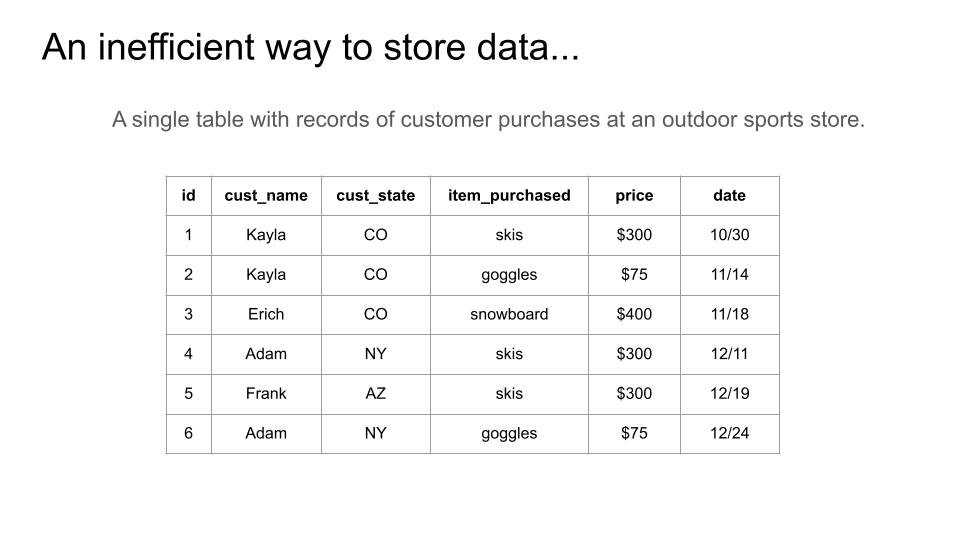 An inefficient way to store data...
A single table with records of customer purchases at an outdoor sports store.
id cust_name cust_state item_purchased price date
1 Kayla CO skis $300 10/30
2 Kayla CO goggles $75 11/14
3 Erich CO snowboard $400 11/18
4 Adam NY skis $300 12/11
5 Frank AZ skis $300 12/19
6 Adam NY goggles $75 12/24